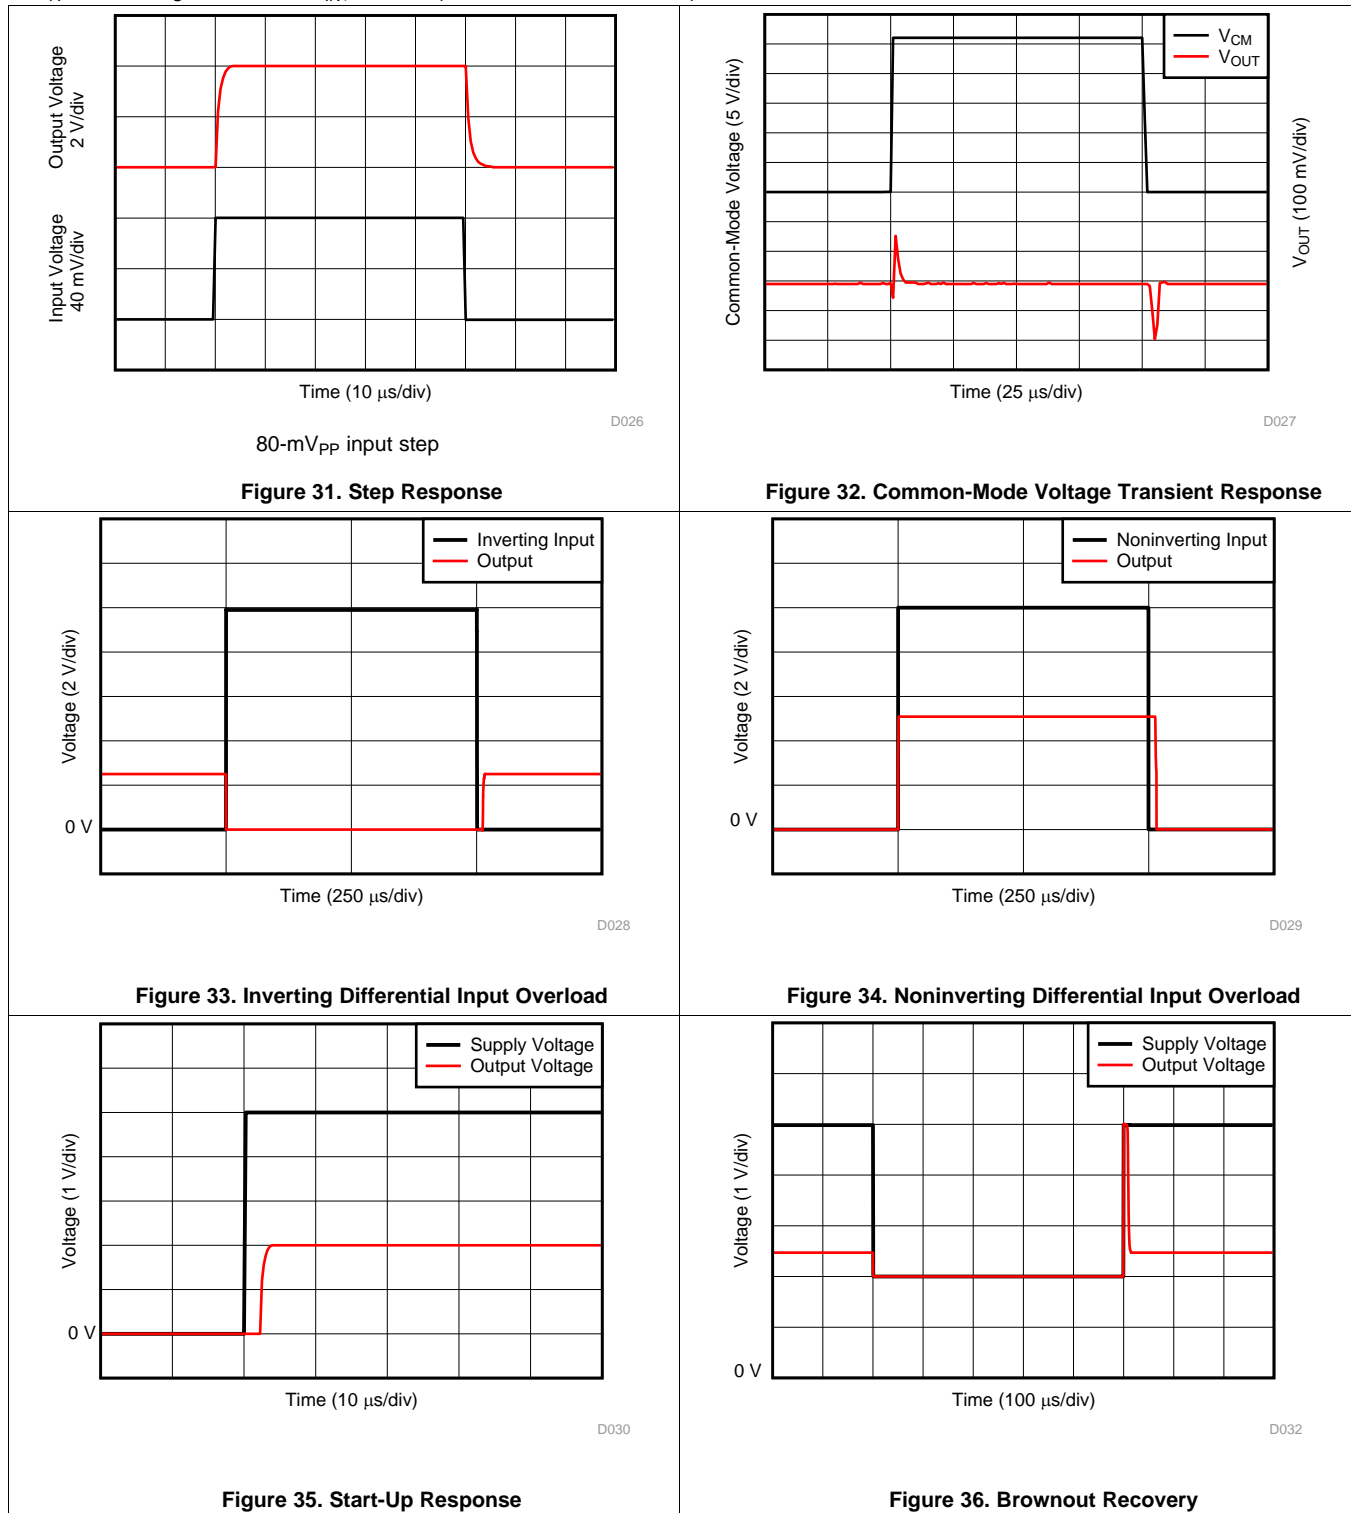 Output Voltage
2 V/div
Input Voltage
40 mV/div
Time (10 μs/div)
D026
80-mVPP input step
Figure 31. Step Response
VCM
VOUT
Common-Mode Voltage (5 V/div)
VOUT (100 mV/div)
Time (25 μs/div)
D027
Figure 32. Common-Mode Voltage Transient Response
Inverting Input
Output
Voltage (2 V/div)
0 V
Time (250 μs/div)
D028
Figure 33. Inverting Differential Input Overload
Noninverting Input
Output
Voltage (2 V/div)
0 V
Time (250 μs/div)
D029
Figure 34. Noninverting Differential Input Overload
Supply Voltage
Output Voltage
Voltage (1 V/div)
0 V
Time (10 μs/div)
D030
Figure 35. Start-Up Response
Supply Voltage
Output Voltage
Voltage (1 V/div)
0 V
Time (100 μs/div)
D032
Figure 36. Brownout Recovery